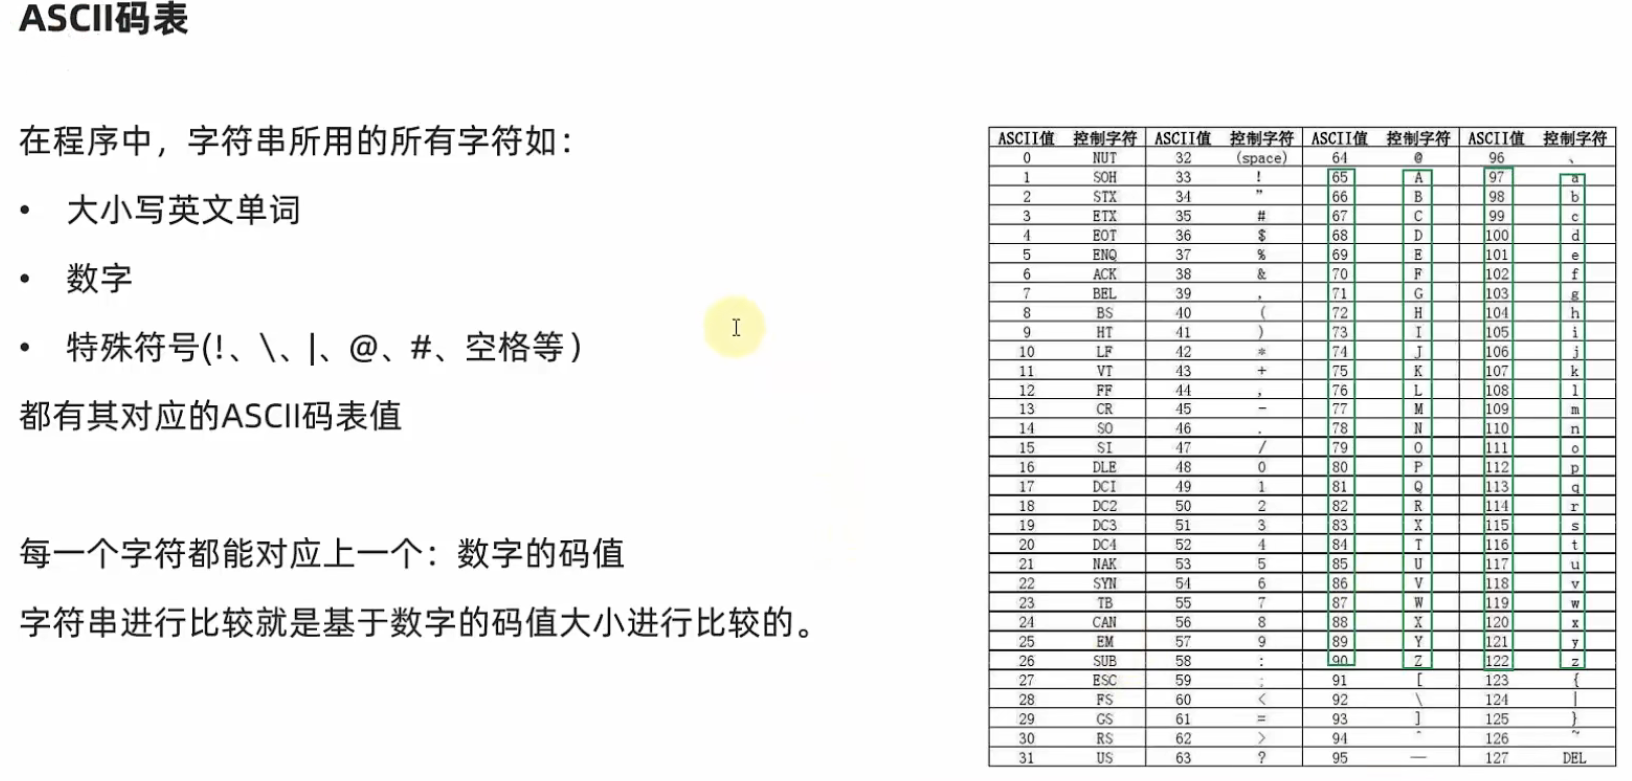 ASCII码表
在程序中，字符串所用的所有字符如：
• 大小写英文单词
• 数字
• 特殊符号(!、\、|、@、#、空格等）
都有其对应的ASCII码表值
每一个字符都能对应上一个：数字的码值
字符串进行比较就是基于数字的码值大小进行比较的。
ASCII值 控制字符 ASCII值 控制字符 ASCII值 控制字符 ASCII值 控制字符
0 NUT 32 (space) 64 @ 96 、
1 SOH 33 ! 65 A 97 a
2 STX 34 ” 66 B 98 b
3 ETX 35 # 67 C 99 c
4 EOT 36 $ 68 D 100 d
5 ENQ 37 % 69 E 101 e
6 ACK 38 & 70 F 102 f
7 BEL 39 , 71 G 103 g
8 BS 40 ( 72 H 104 h
9 HT 41 ) 73 I 105 i
10 LF 42 * 74 J 106 j
11 VT 43 + 75 K 107 k
12 FF 44 , 76 L 108 l
13 CR 45 - 77 M 109 m
14 SO 46 . 78 N 110 n
15 SI 47 / 79 O 111 o
16 DLE 48 0 80 P 112 p
17 DCI 49 1 81 Q 113 q
18 DC2 50 2 82 R 114 r
19 DC3 51 3 83 X 115 s
20 DC4 52 4 84 T 116 t
21 NAK 53 5 85 U 117 u
22 SYN 54 6 86 V 118 v
23 TB 55 7 87 W 119 w
24 CAN 56 8 88 X 120 x
25 EM 57 9 89 Y 121 y
26 SUB 58 : 90 Z 122 z
27 ESC 59 ; 91 [ 123 {
28 FS 60 < 92 \ 124 |
29 GS 61 = 93 ] 125 }
30 RS 62 > 94 ^ 126 ~
31 US 63 ? 95 — 127 DEL